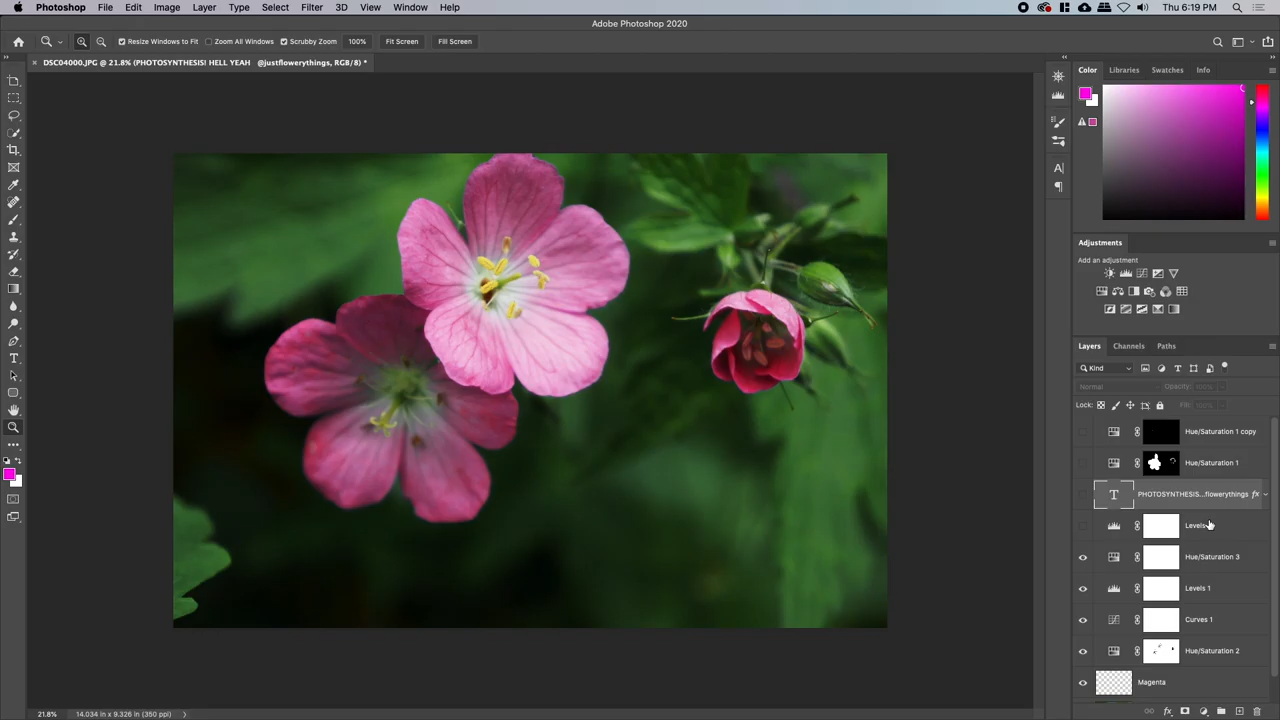 Photoshop File Edit Image Layer Type Select Filter 3D View Window Help Thu 6:19 PM
Adobe Photoshop 2020
Resize Windows to Fit Zoom All Windows Scrubby Zoom 100% Fit Screen Fill Screen
DSC04000.JPG @ 21.8% (PHOTOSYNTHESIS! HELL YEAH @justflowerythings, RGB/8) *
Color Libraries Swatches Info
Adjustments
Add an adjustment
Layers Channels Paths
Kind
Normal Opacity: 100%
Lock: Fill: 100%
Hue/Saturation 1 copy
Hue/Saturation 1
T PHOTOSYNTHESIS...flowerythings fx
Levels
Hue/Saturation 3
Levels 1
Curves 1
Hue/Saturation 2
Magenta
21.8% 14.034 in x 9.326 in (350 ppi)